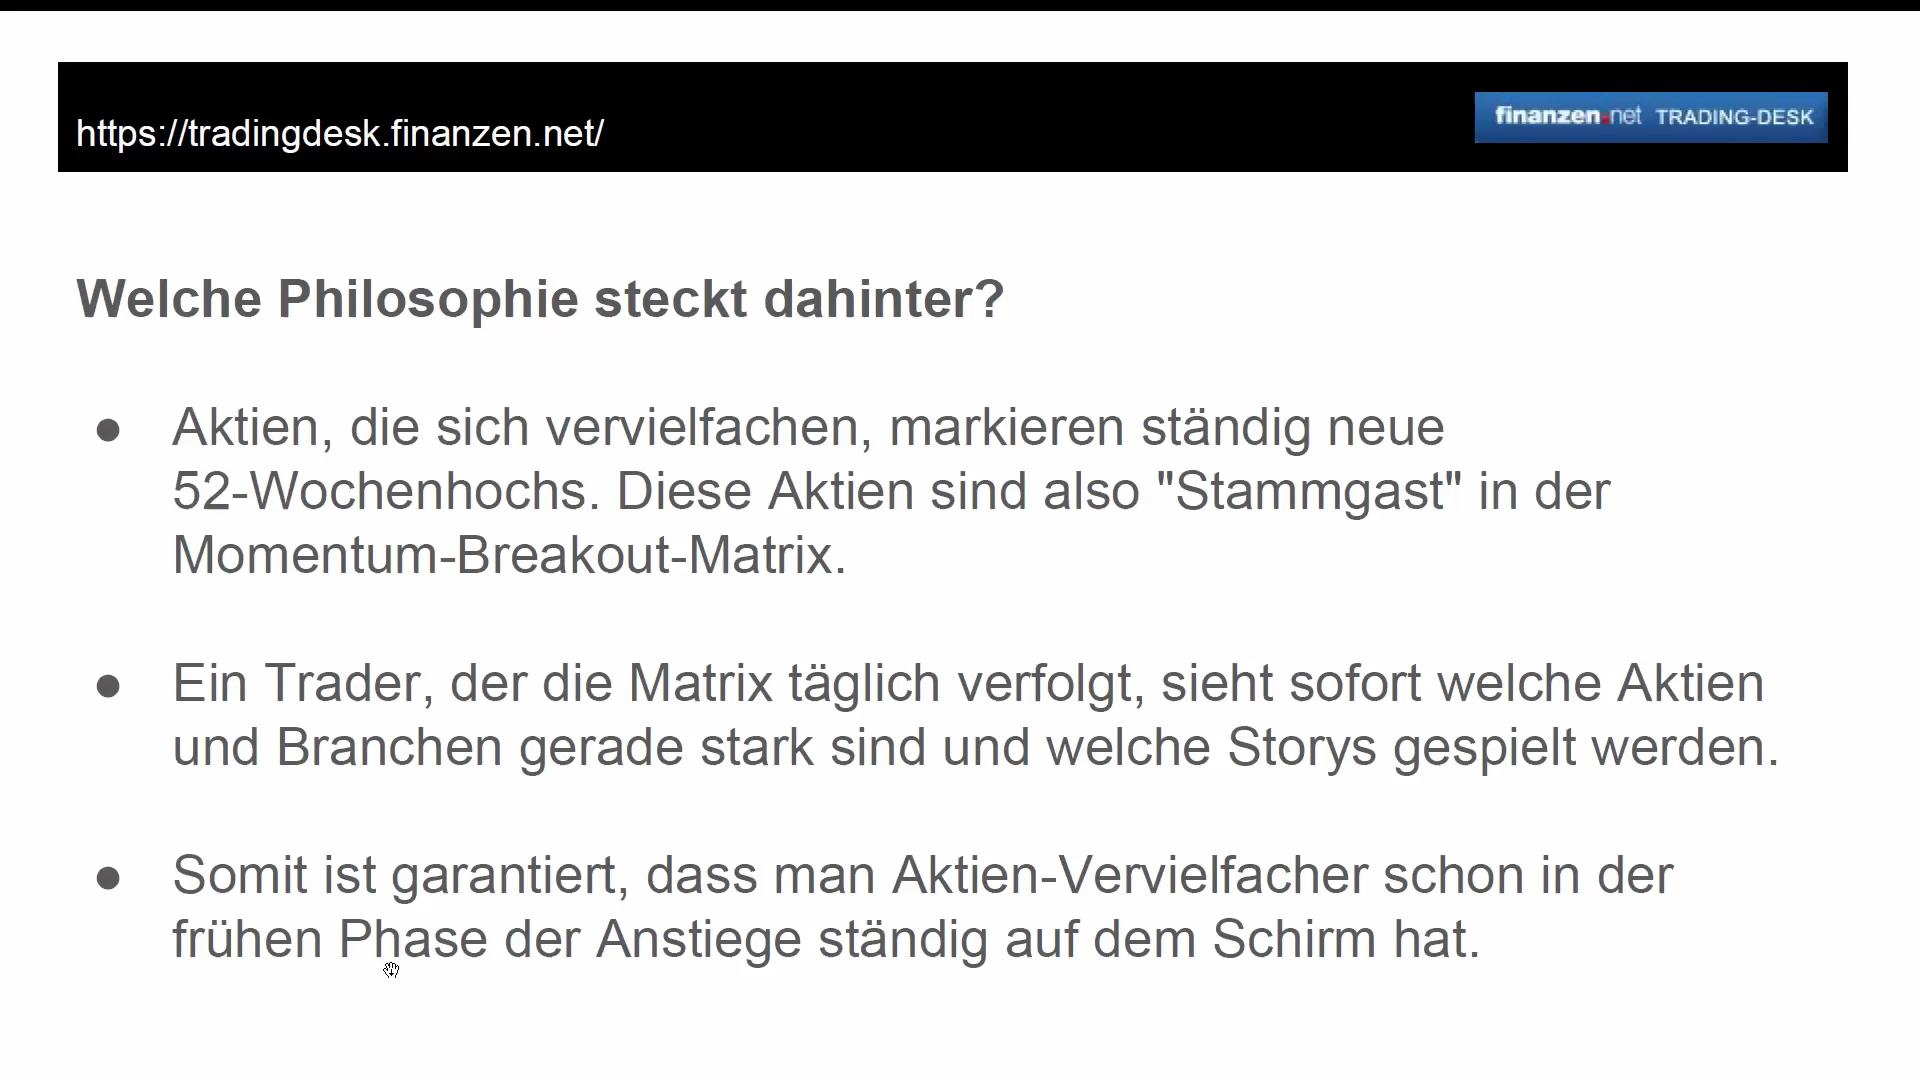 https://tradingdesk.finanzen.net/
finanzen.net TRADING-DESK
Welche Philosophie steckt dahinter?
● Aktien, die sich vervielfachen, markieren ständig neue
52-Wochenhochs. Diese Aktien sind also "Stammgast" in der
Momentum-Breakout-Matrix.
● Ein Trader, der die Matrix täglich verfolgt, sieht sofort welche Aktien
und Branchen gerade stark sind und welche Storys gespielt werden.
● Somit ist garantiert, dass man Aktien-Vervielfacher schon in der
frühen Phase der Anstiege ständig auf dem Schirm hat.